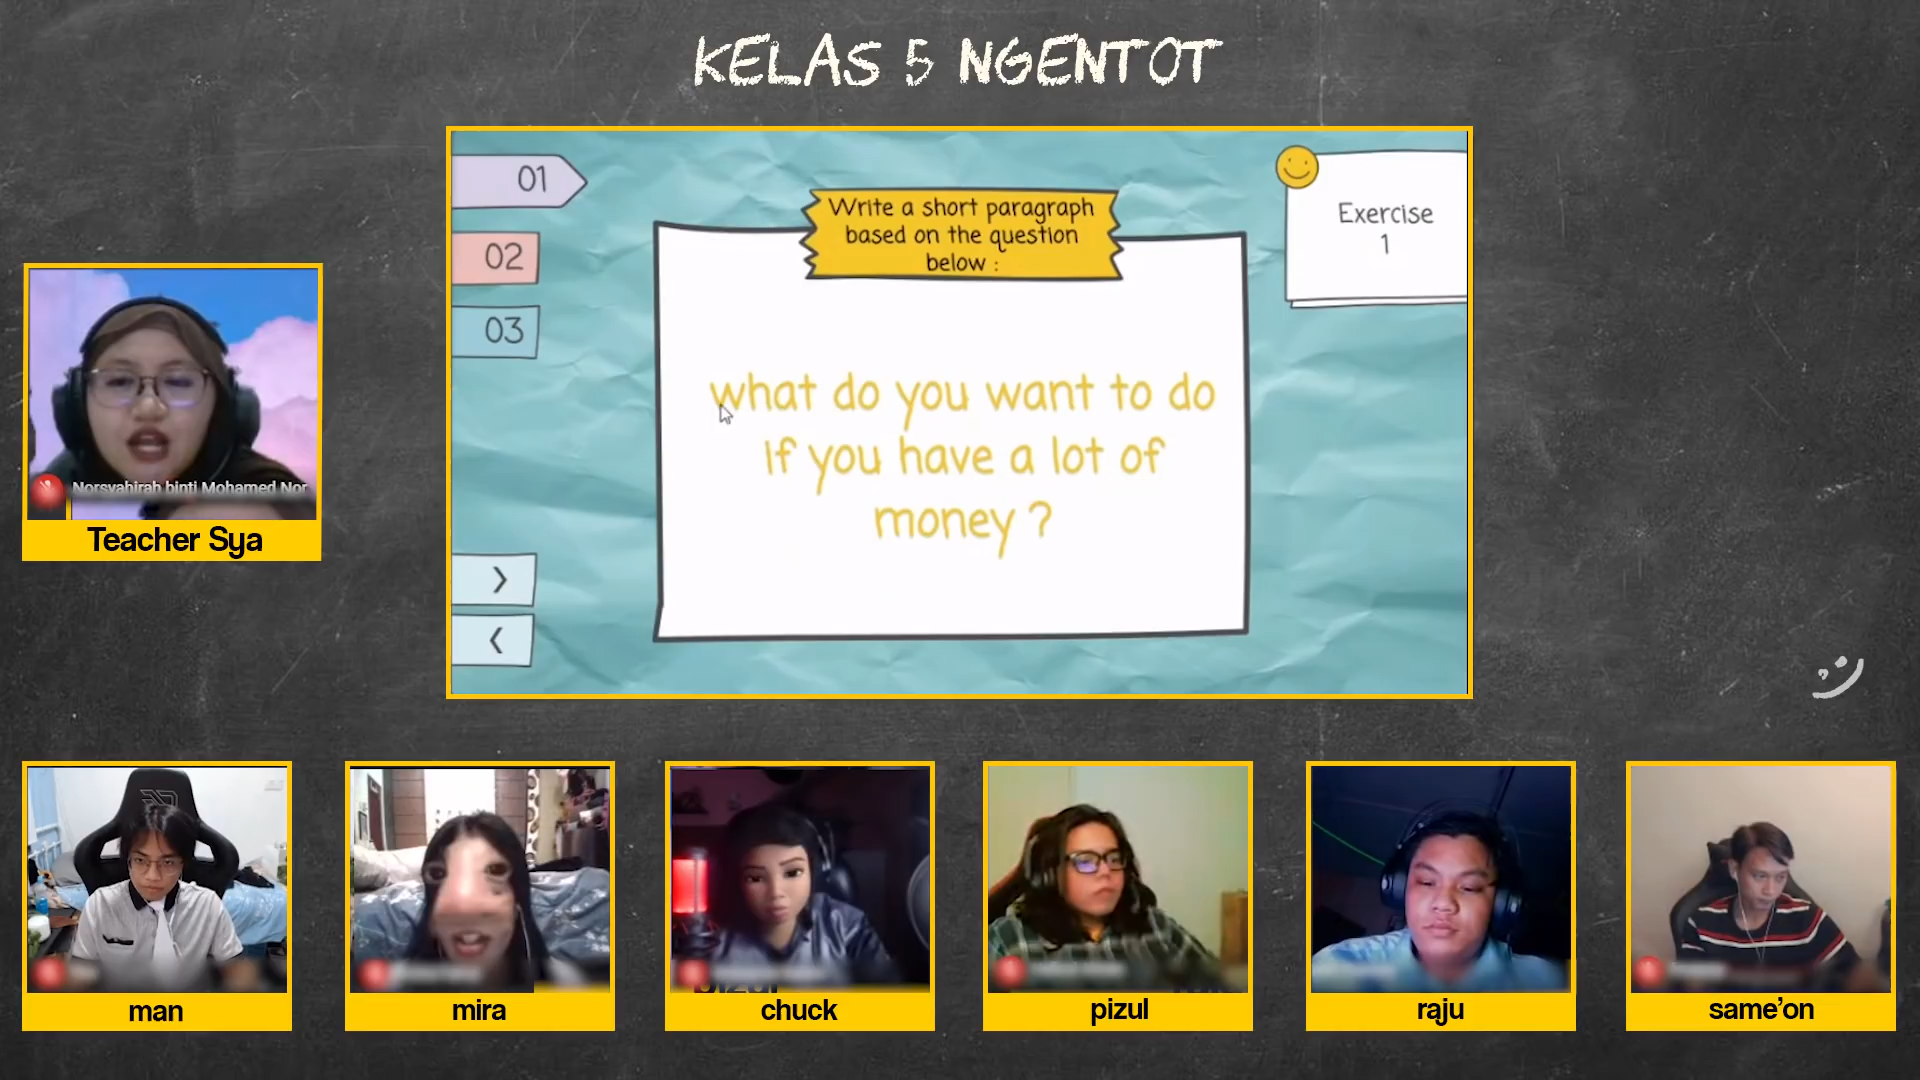 KELAS 5 NGENTOT
01
02
03
Write a short paragraph
based on the question
below :
what do you want to do
if you have a lot of
money ?
Exercise
1
Norsyahirah binti Mohamed Nor
Teacher Sya
man
mira
chuck
pizul
raju
same'on